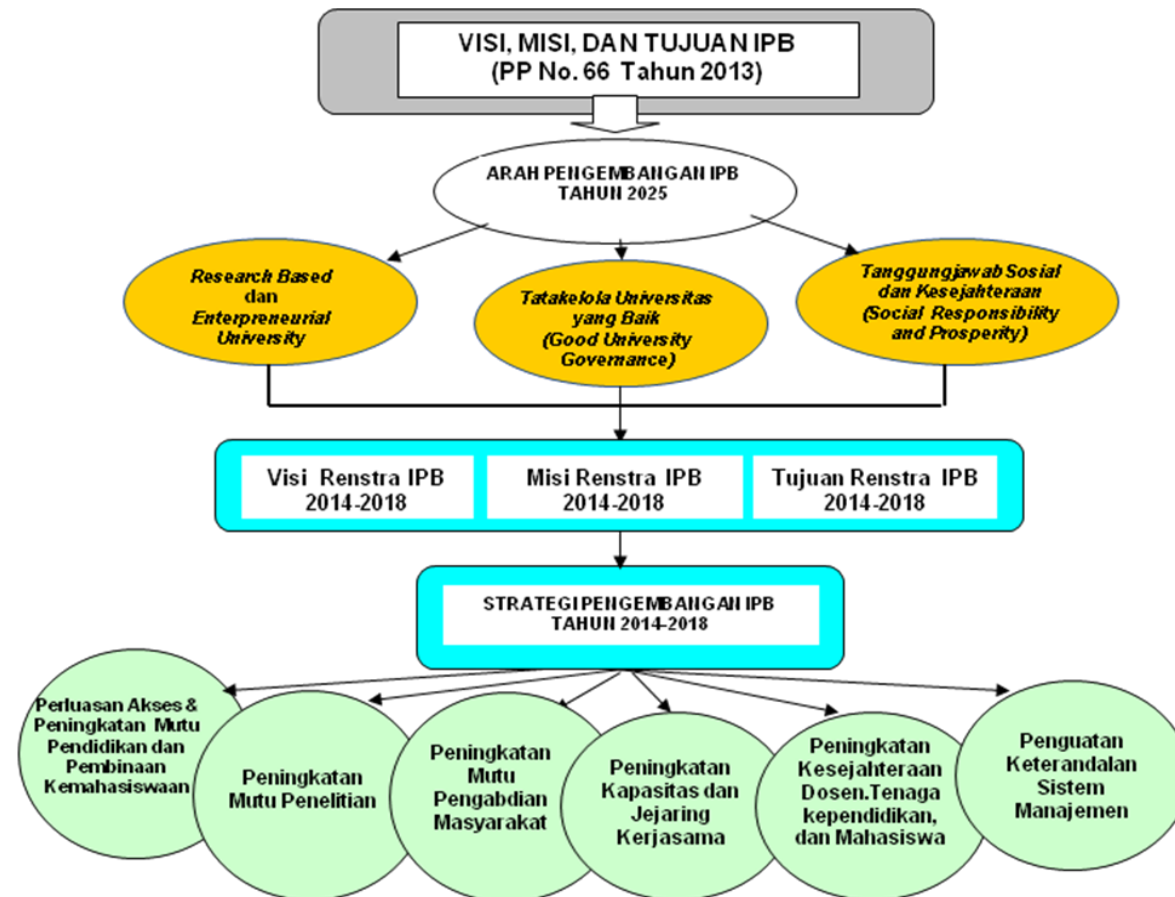 VISI, MISI, DAN TUJUAN IPB
(PP No. 66 Tahun 2013)
ARAH PENGEMBANGAN IPB
TAHUN 2025
Research Based
dan
Enterpreneurial
University
Tatakelola Universitas
yang Baik
(Good University
Governance)
Tanggungjawab Sosial
dan Kesejahteraan
(Social Responsibility
and Prosperity)
Visi Renstra IPB
2014-2018
Misi Renstra IPB
2014-2018
Tujuan Renstra IPB
2014-2018
STRATEGI PENGEMBANGAN IPB
TAHUN 2014-2018
Perluasan Akses &
Peningkatan Mutu
Pendidikan dan
Pembinaan
Kemahasiswaan
Peningkatan
Mutu Penelitian
Peningkatan
Mutu
Pengabdian
Masyarakat
Peningkatan
Kapasitas dan
Jejaring
Kerjasama
Peningkatan
Kesejahteraan
Dosen.Tenaga
kependidikan,
dan Mahasiswa
Penguatan
Keterandalan
Sistem
Manajemen